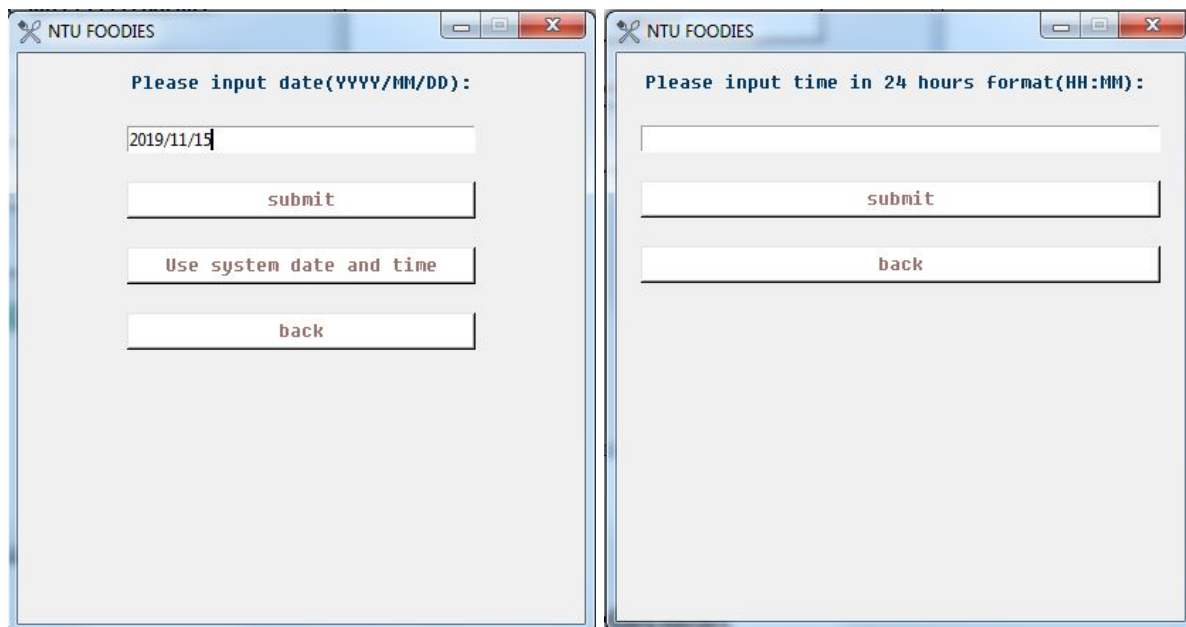 NTU FOODIES
Please input date(YYYY/MM/DD):
2019/11/15
submit
Use system date and time
back
NTU FOODIES
Please input time in 24 hours format(HH:MM):
submit
back